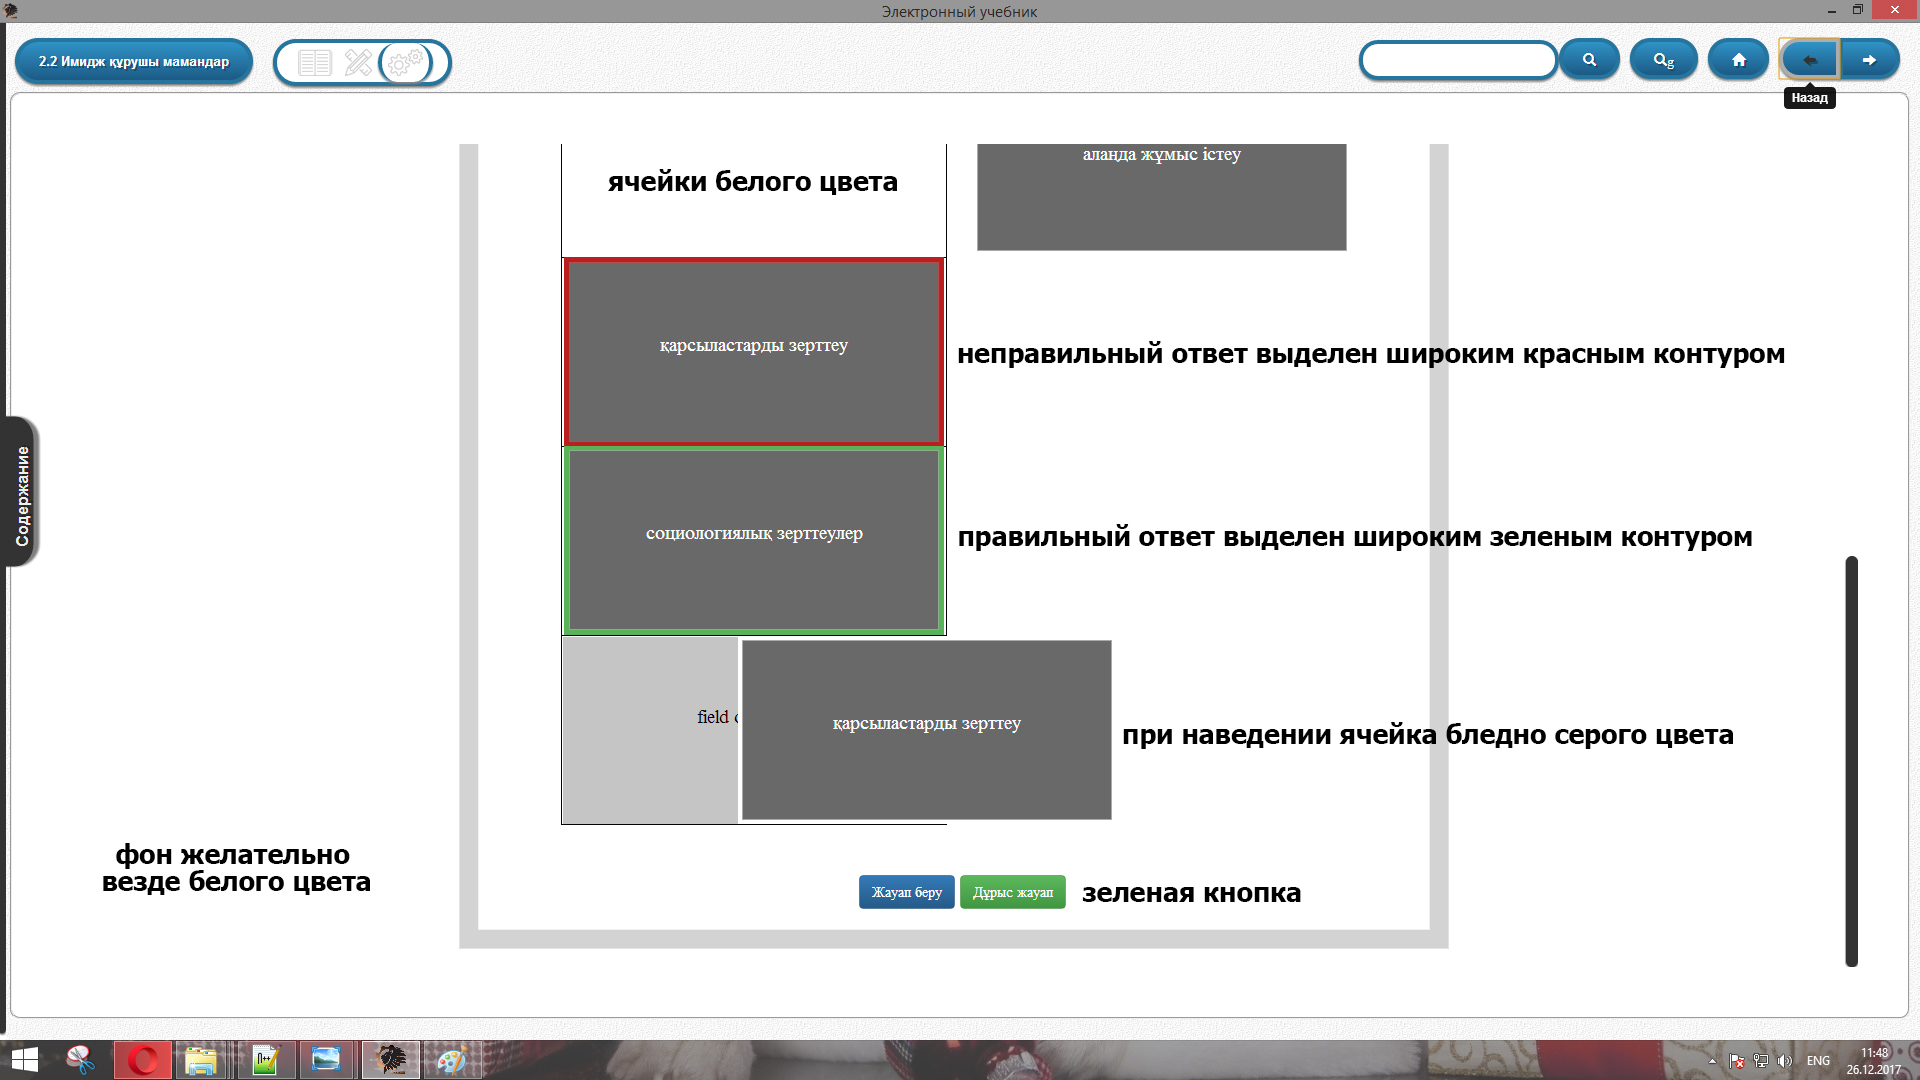 Электронный учебник
2.2 Имидж құрушы мамандар
g
Назад
Содержание
ячейки белого цвета
алаңда жұмыс істеу
қарсыластарды зерттеу
неправильный ответ выделен широким красным контуром
социологиялық зерттеулер
правильный ответ выделен широким зеленым контуром
field
қарсыластарды зерттеу
при наведении ячейка бледно серого цвета
фон желательно
везде белого цвета
Жауап беру
Дұрыс жауап
зеленая кнопка
ENG
11:48
26.12.2017